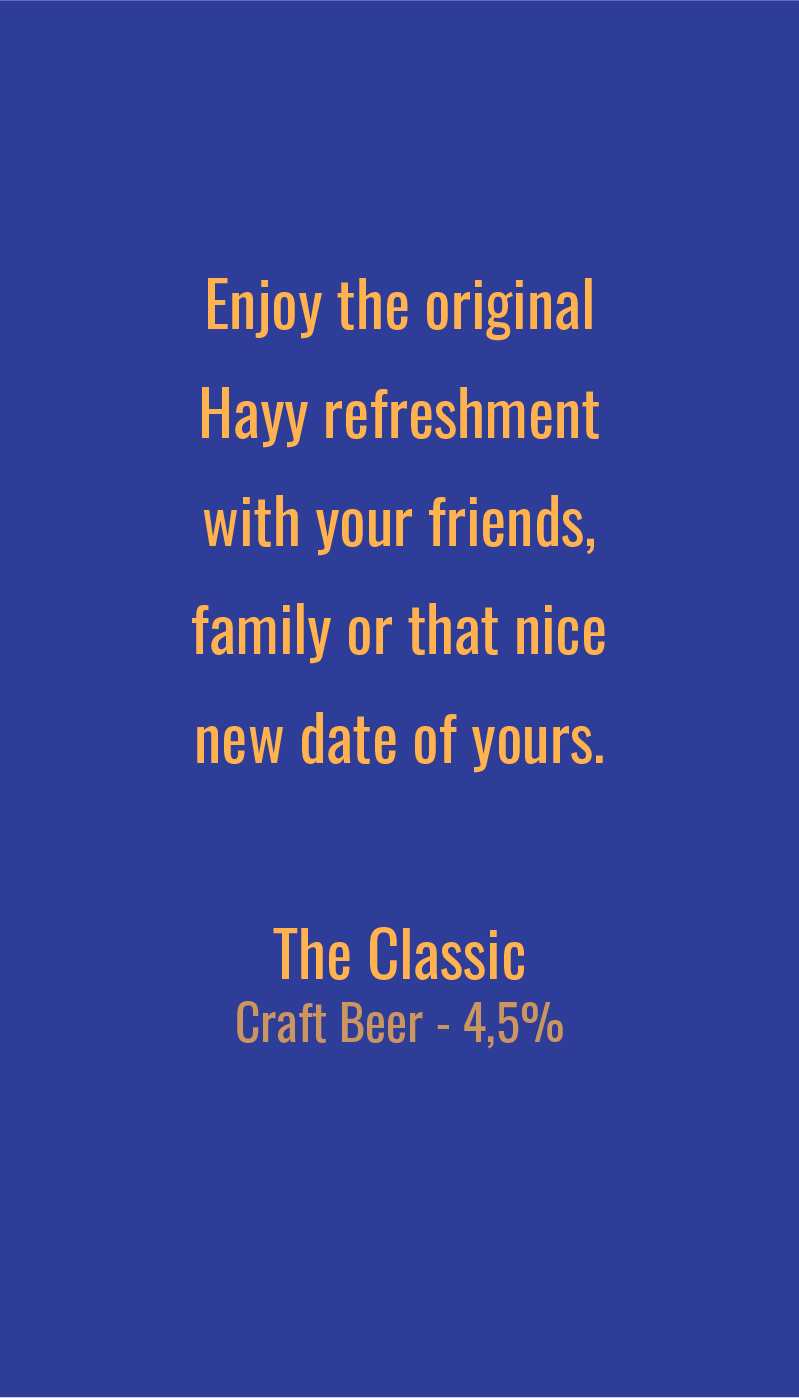 Enjoy the original
Hayy refreshment
with your friends,
family or that nice
new date of yours.
The Classic
Craft Beer - 4,5%